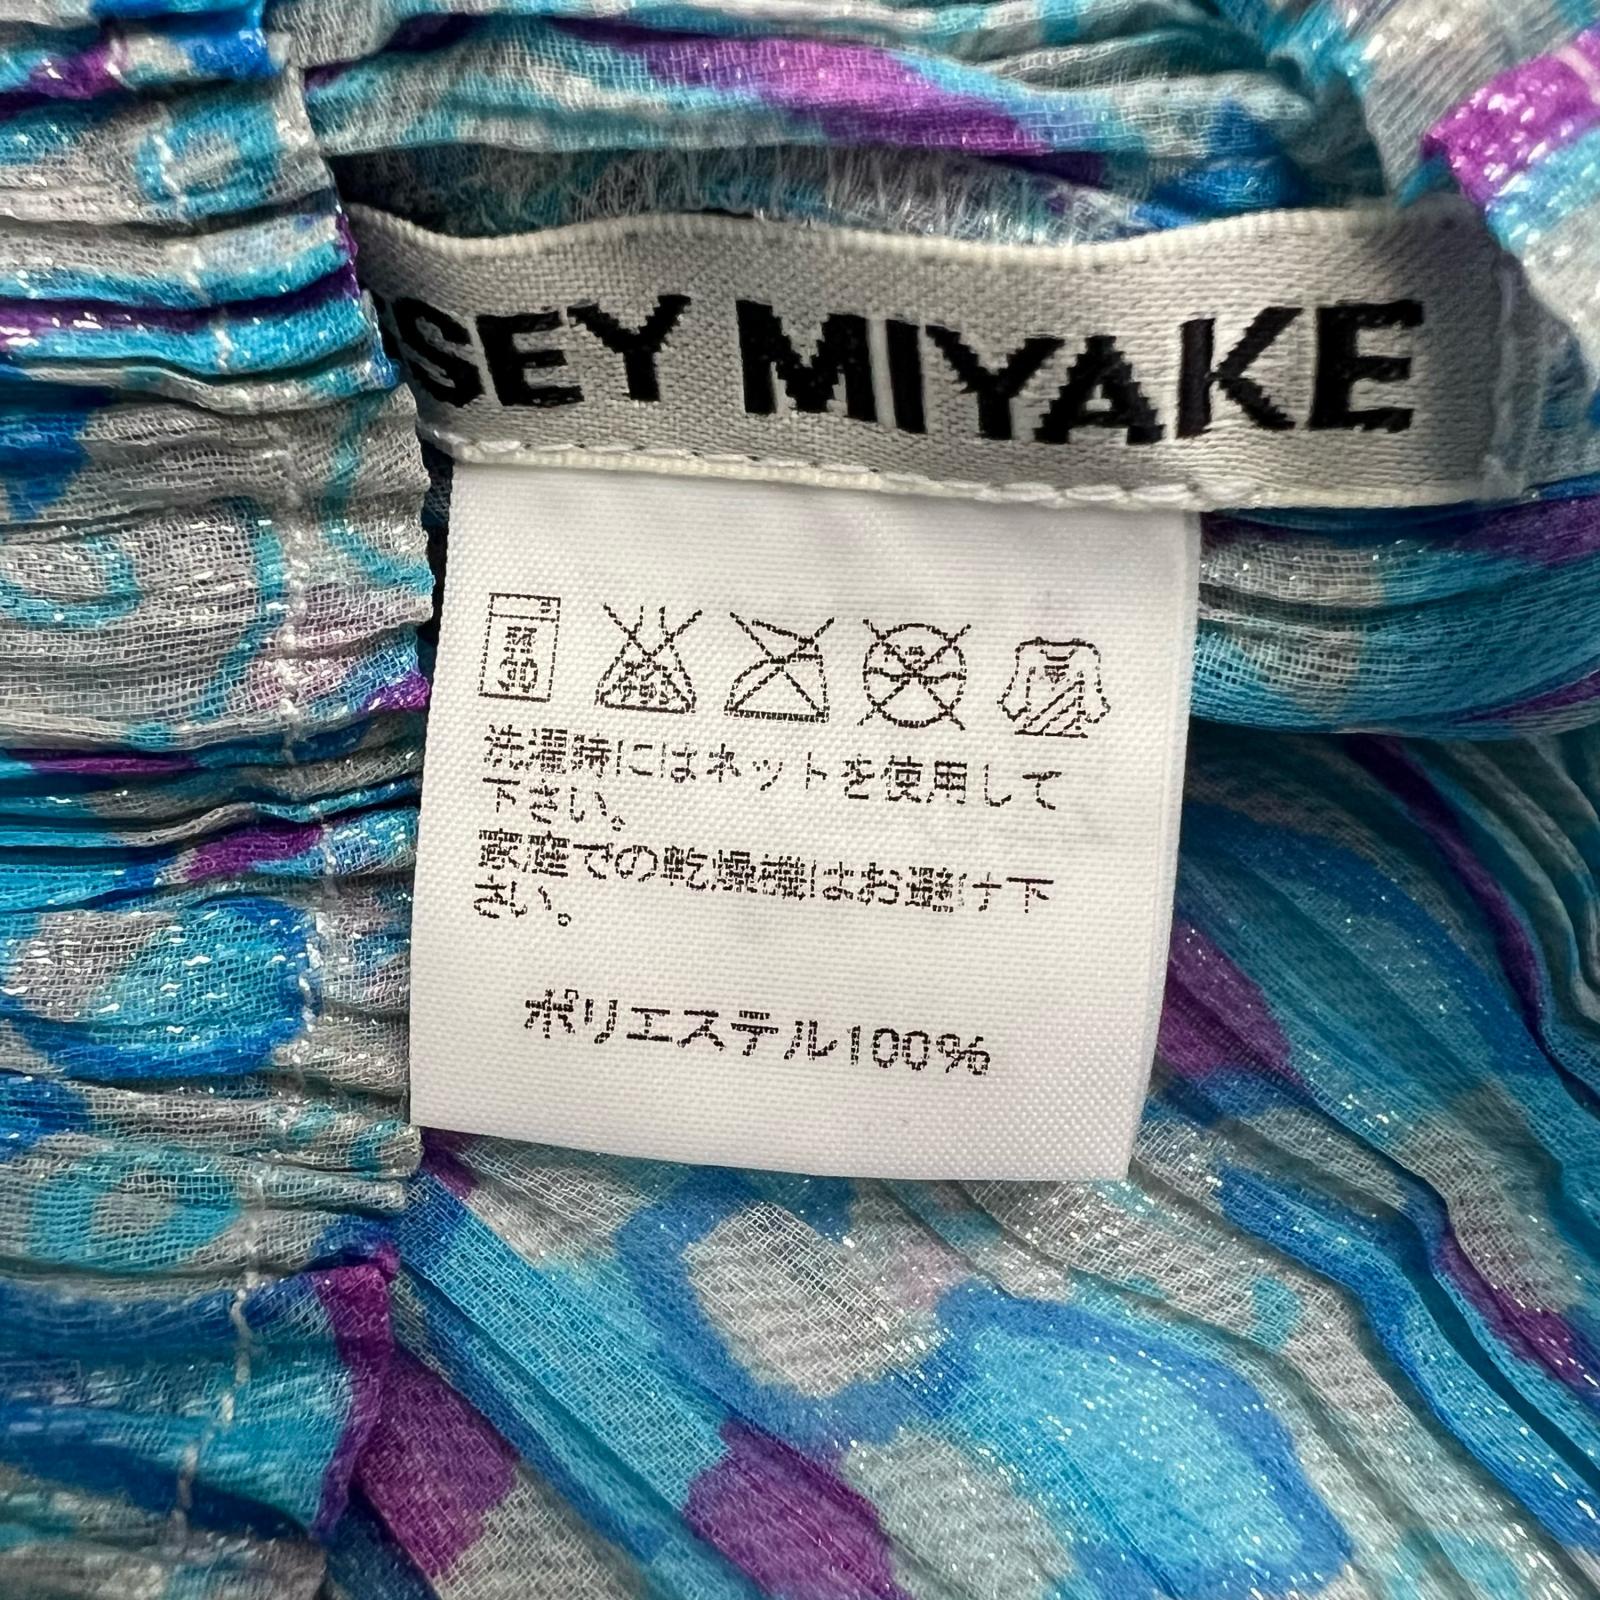 SEY MIYAKE
洗濯時にはネットを使用して
下さい。
家庭での乾燥機はお避け下
さい。
ポリエステル100%